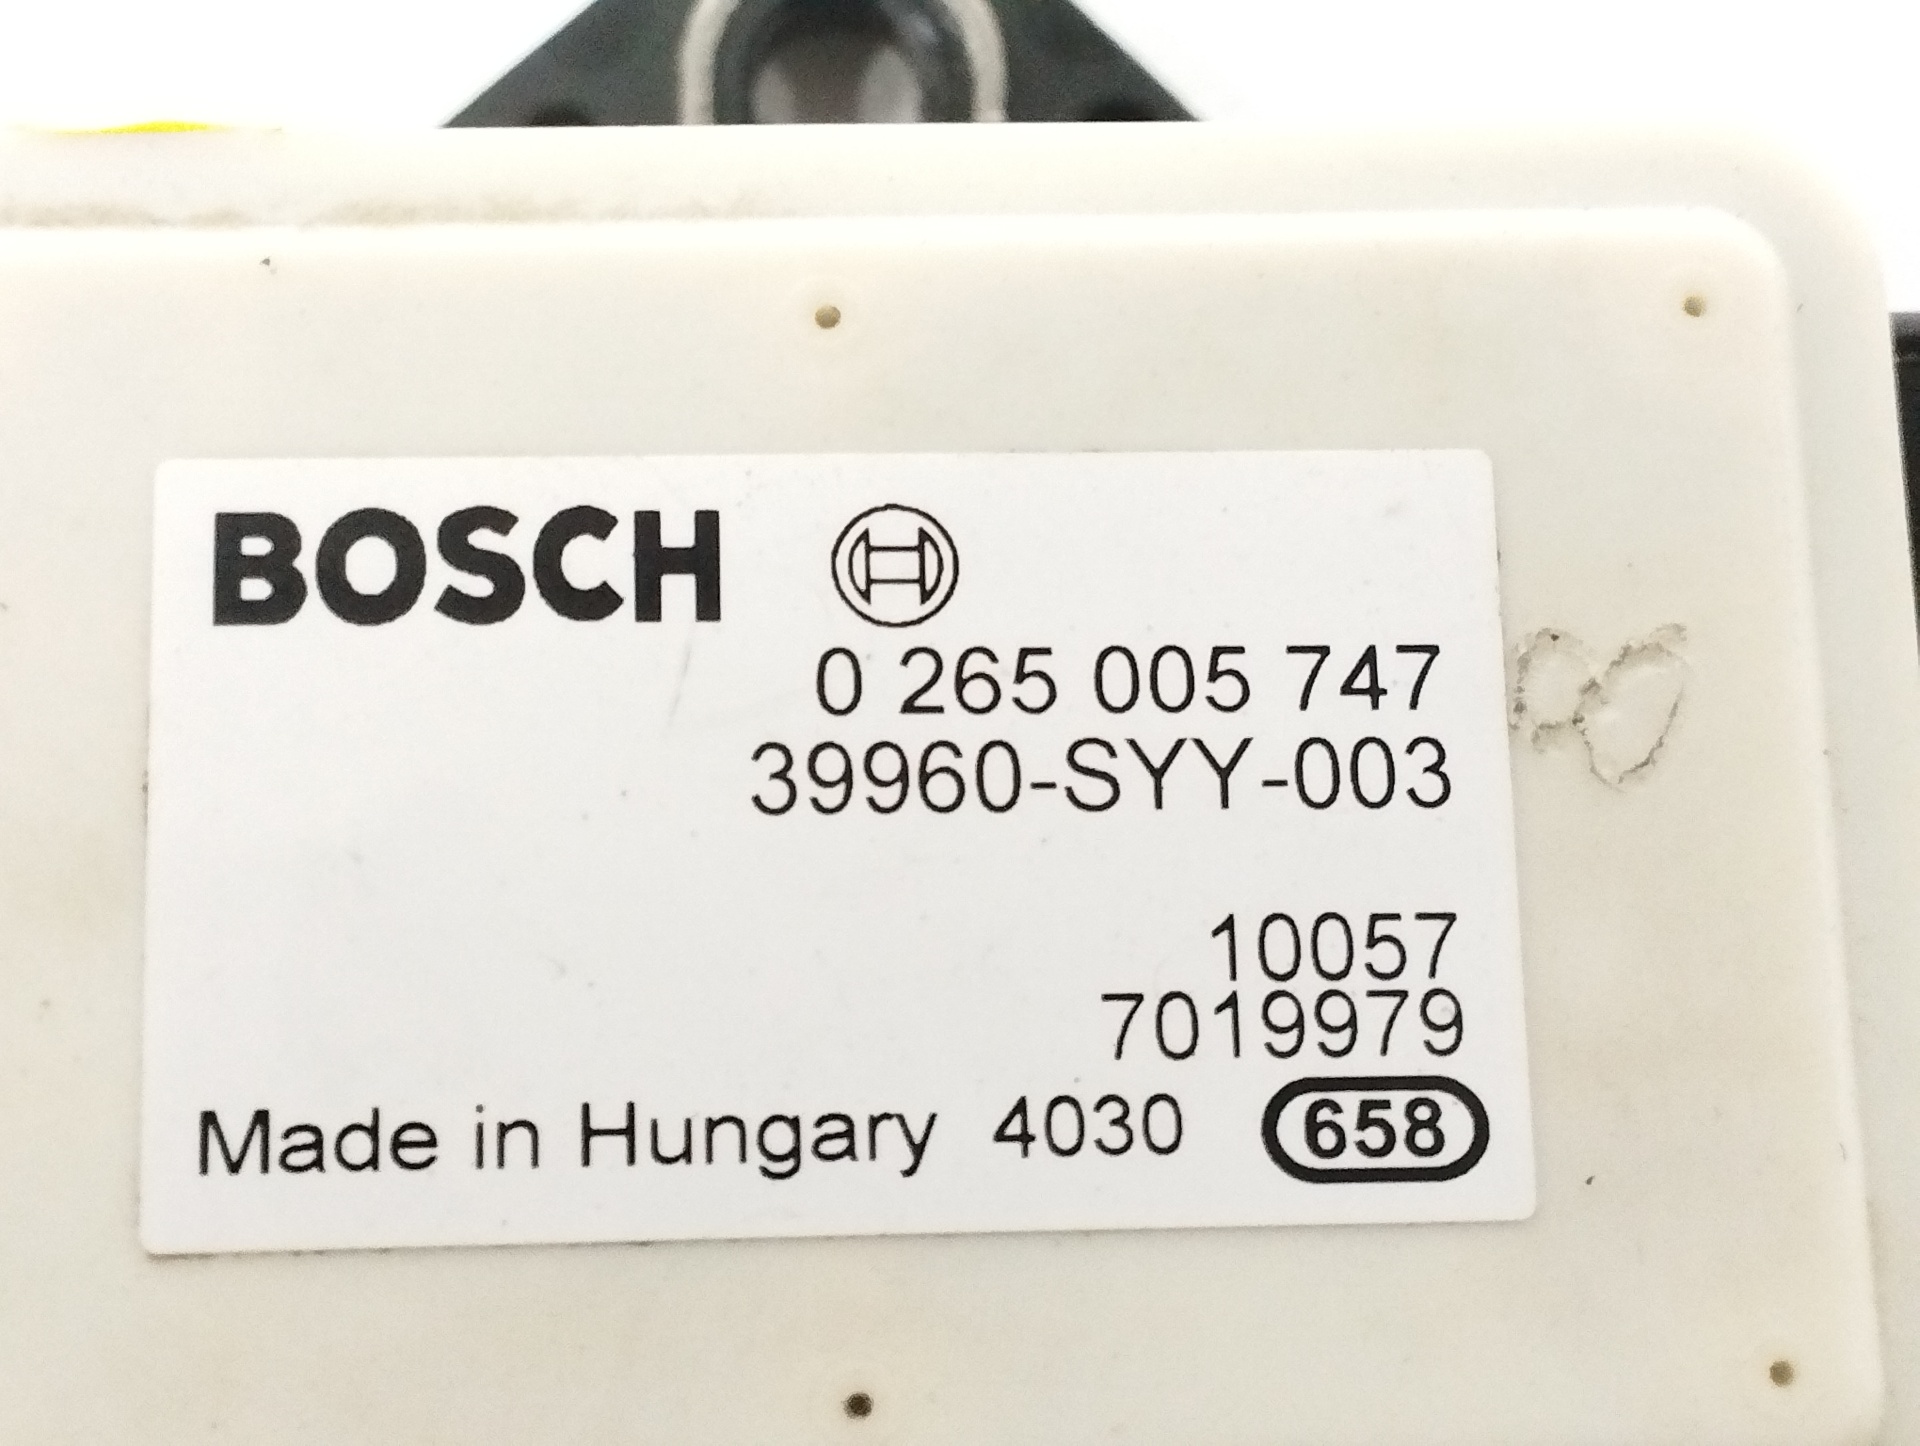 BOSCH
0 265 005 747
39960-SYY-003
10057
7019979
Made in Hungary 4030 658